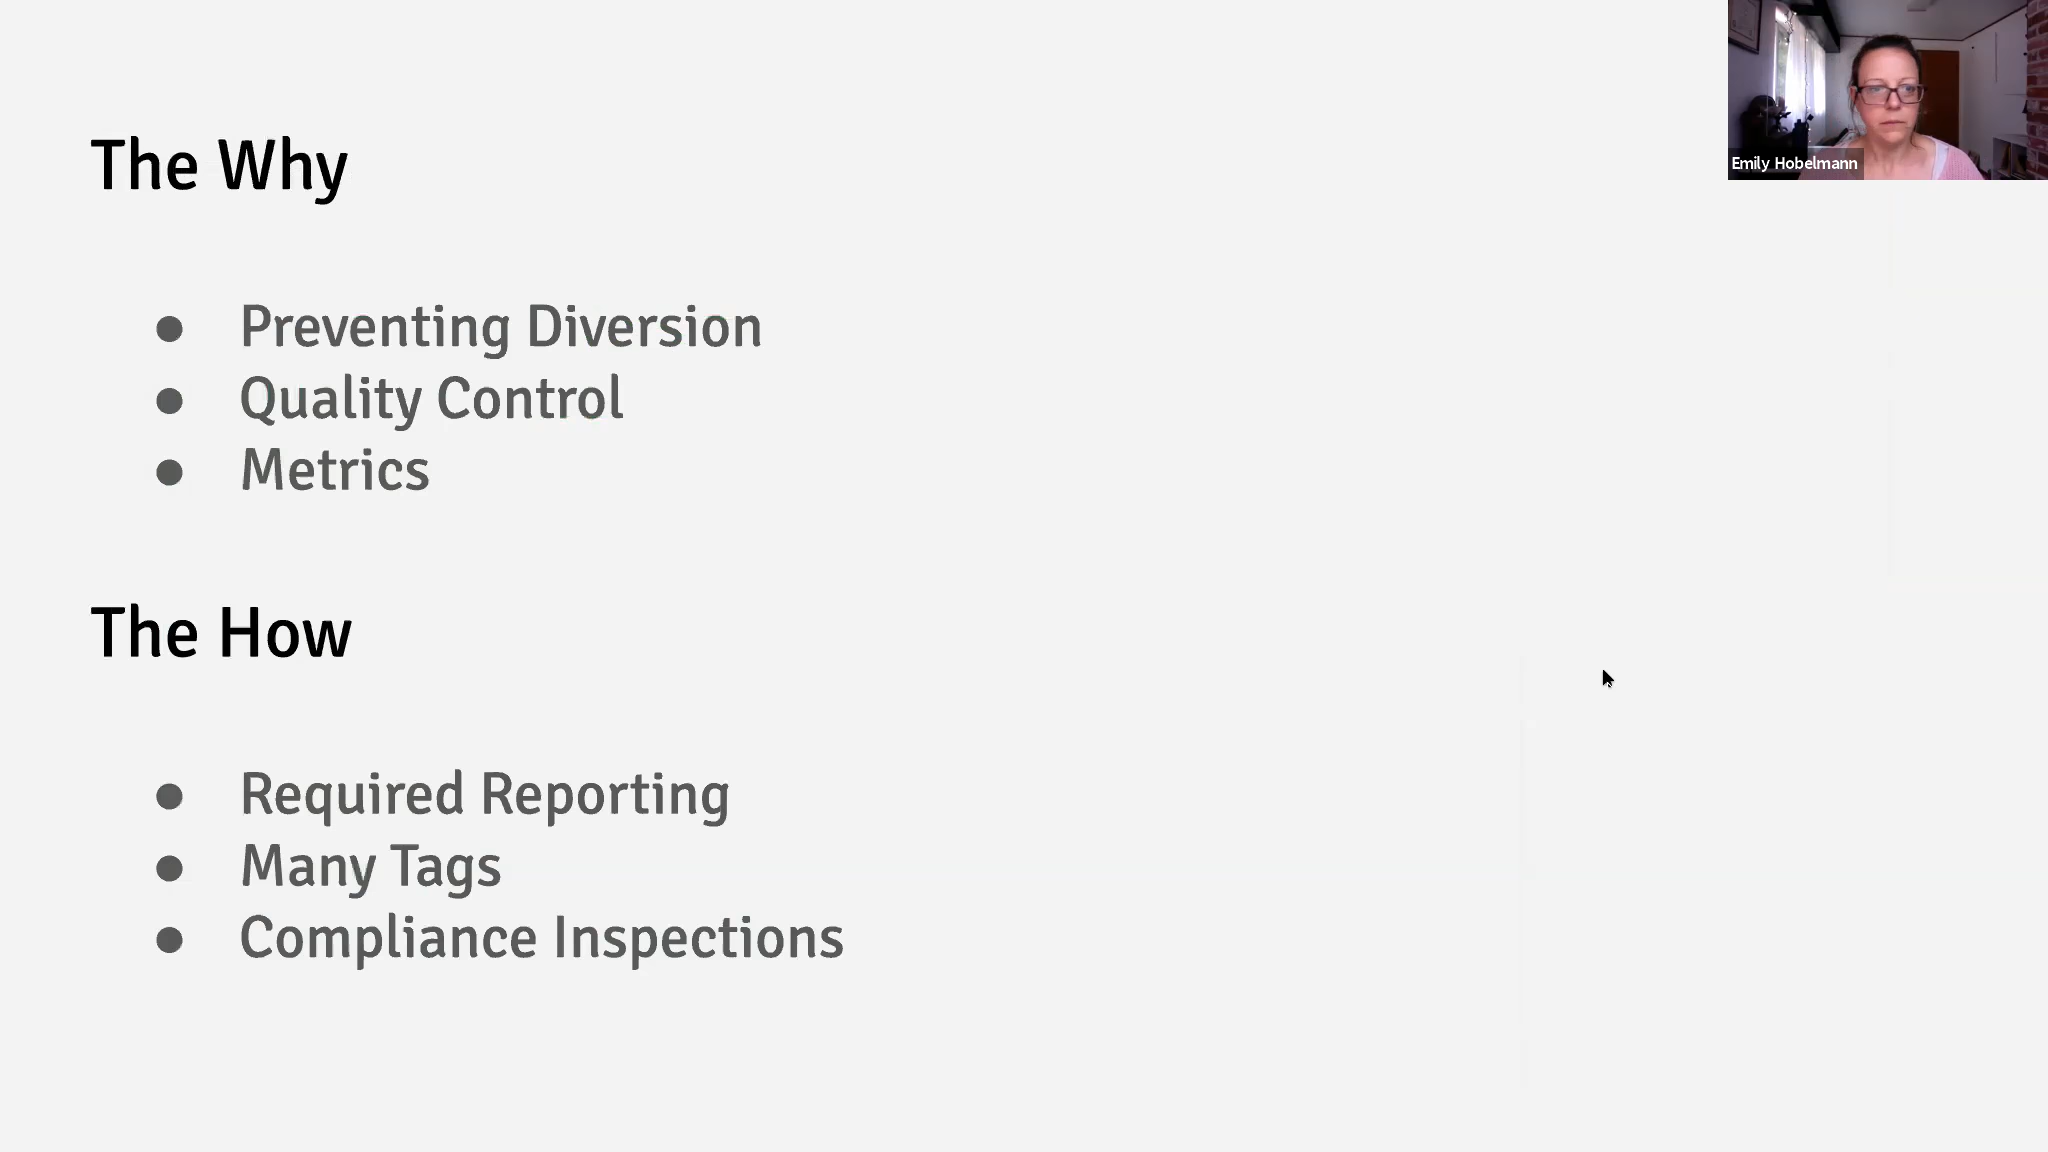 Emily Hobelmann
The Why
● Preventing Diversion
● Quality Control
● Metrics
The How
● Required Reporting
● Many Tags
● Compliance Inspections